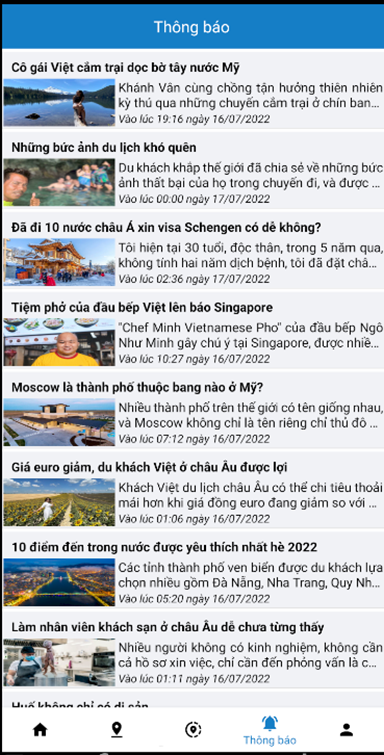 Thông báo
Cô gái Việt cắm trại dọc bờ tây nước Mỹ
Khánh Vân cùng chồng tận hưởng thiên nhiên
kỳ thú qua những chuyến cắm trại ở chín ban...
Vào lúc 19:16 ngày 16/07/2022
Những bức ảnh du lịch khó quên
Du khách khắp thế giới đã chia sẻ về những bức
ảnh thất bại của họ trong chuyến đi, và được ...
Vào lúc 00:00 ngày 17/07/2022
Đã đi 10 nước châu Á xin visa Schengen có dễ không?
Tôi hiện tại 30 tuổi, độc thân, trong 5 năm qua,
không tính hai năm dịch bệnh, tôi đã đặt châ...
Vào lúc 02:36 ngày 17/07/2022
Tiệm phở của đầu bếp Việt lên báo Singapore
"Chef Minh Vietnamese Pho" của đầu bếp Ngô
Như Minh gây chú ý tại Singapore, được nhiề...
Vào lúc 10:27 ngày 16/07/2022
Moscow là thành phố thuộc bang nào ở Mỹ?
Nhiều thành phố trên thế giới có tên giống nhau,
và Moscow không chỉ là tên riêng chỉ thủ đô ...
Vào lúc 07:12 ngày 16/07/2022
Giá euro giảm, du khách Việt ở châu Âu được lợi
Khách Việt du lịch châu Âu có thể chi tiêu thoải
mái hơn khi giá đồng euro đang giảm so với ...
Vào lúc 01:06 ngày 16/07/2022
10 điểm đến trong nước được yêu thích nhất hè 2022
Các tỉnh thành phố ven biển được du khách lựa
chọn nhiều gồm Đà Nẵng, Nha Trang, Quy Nh...
Vào lúc 05:20 ngày 16/07/2022
Làm nhân viên khách sạn ở châu Âu dễ chưa từng thấy
Nhiều người không có kinh nghiệm, không cần
cả hồ sơ xin việc, chỉ cần đến phỏng vấn là c...
Vào lúc 01:11 ngày 16/07/2022
Huế không chỉ có di sản
Thông báo